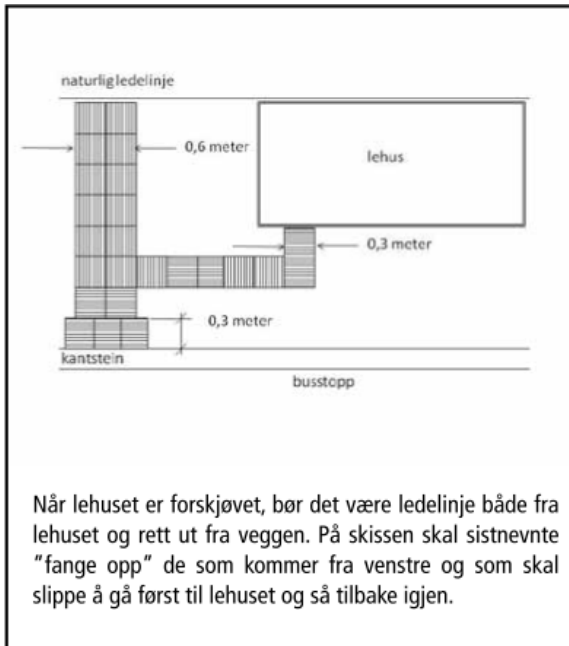 naturligledelinje
0,6 meter
lehus
0,3 meter
0,3 meter
kantstein
busstopp
Når lehuset er forskjøvet, bør det være ledelinje både fra
lehuset og rett ut fra veggen. På skissen skal sistnevnte
”fange opp” de som kommer fra venstre og som skal
slippe å gå først til lehuset og så tilbake igjen.